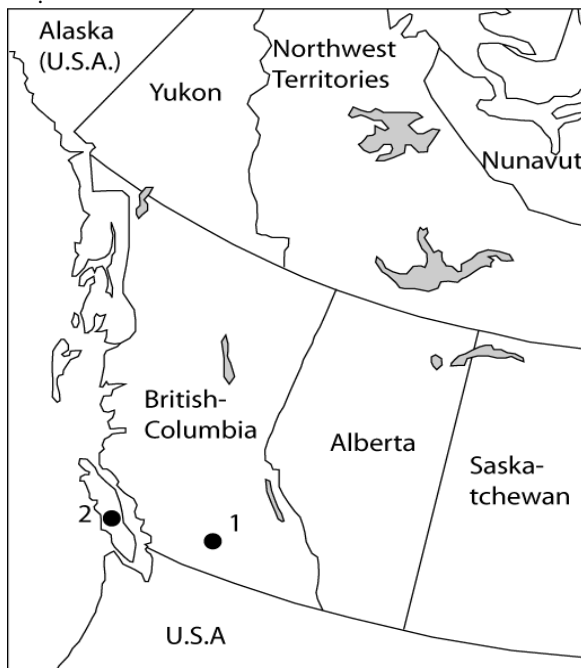 Alaska
(U.S.A.)
Yukon
Northwest
Territories
Nunavut
British-
Columbia
Alberta
Saska-
tchewan
2
1
U.S.A